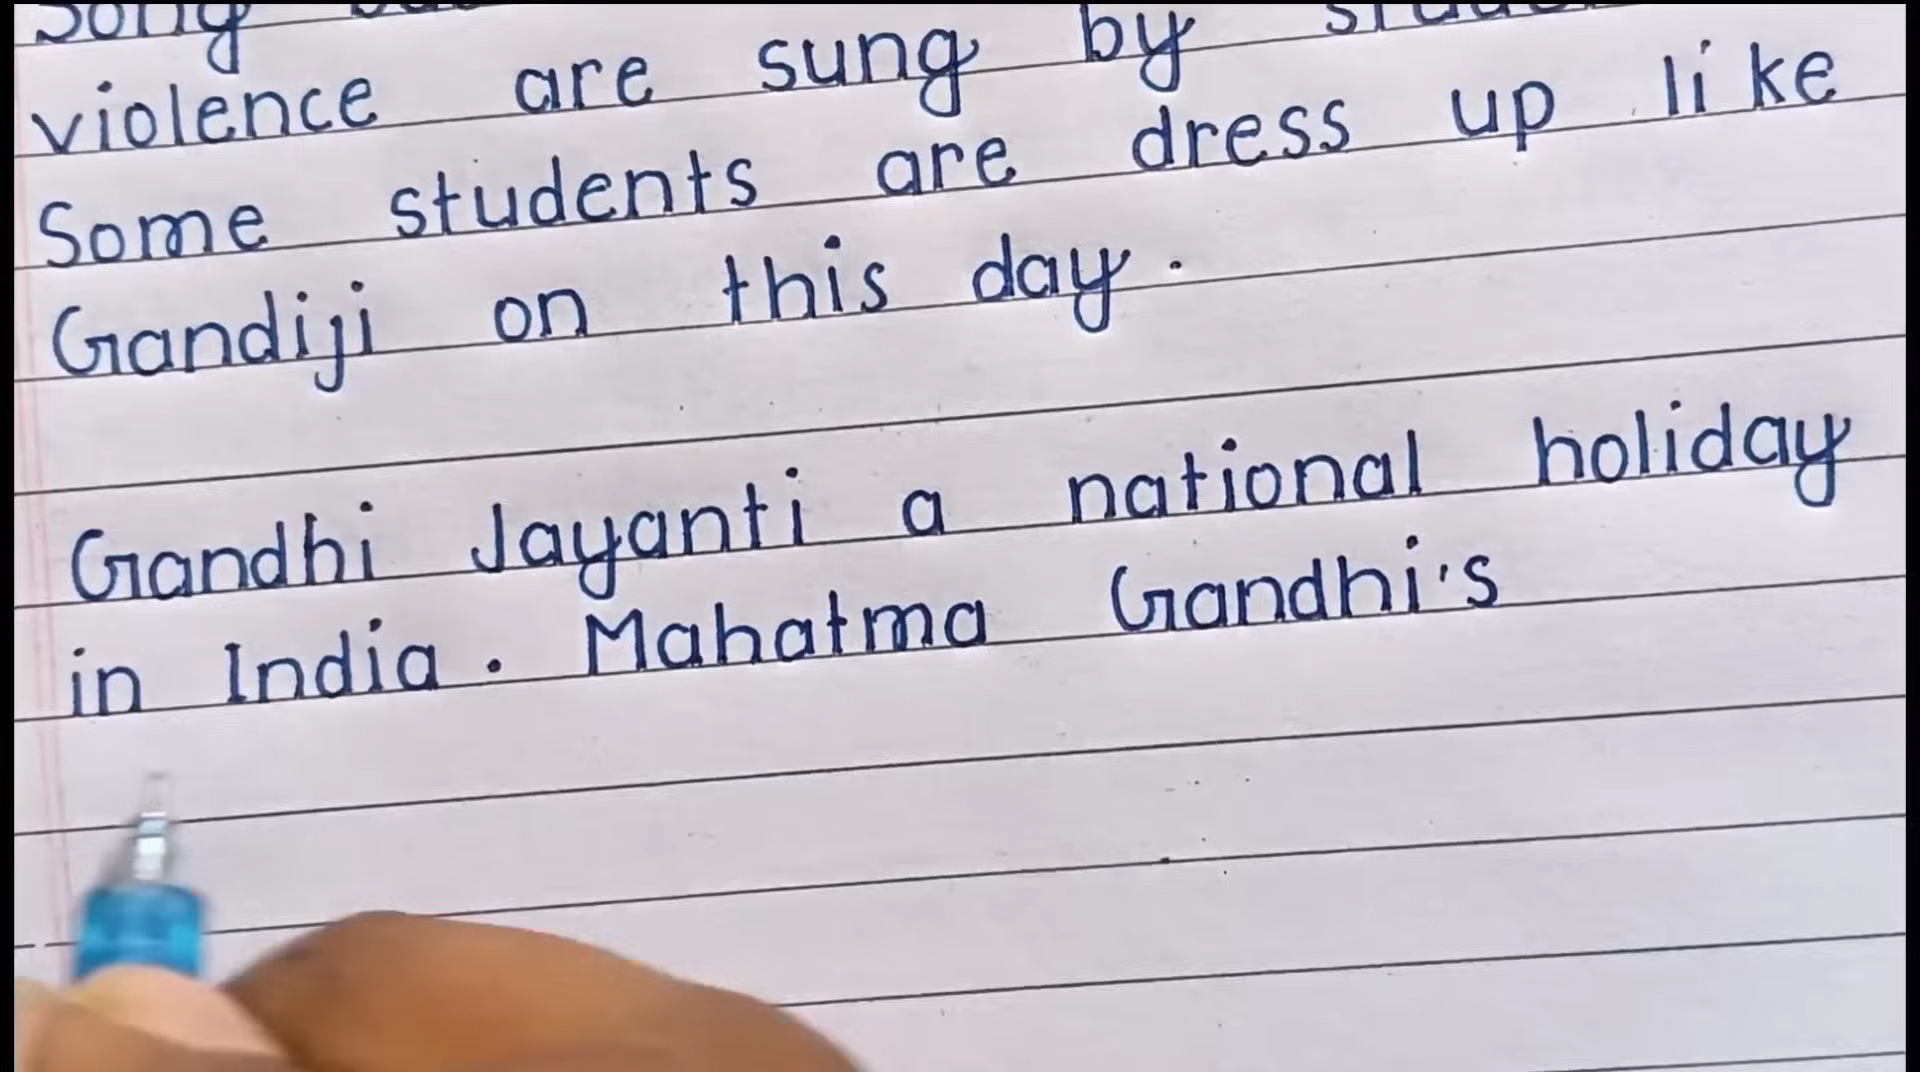 Song
violence are sung by
Some students are dress up like
Gandiji on this day.
Gandhi Jayanti a national holiday
in India. Mahatma Gandhi's